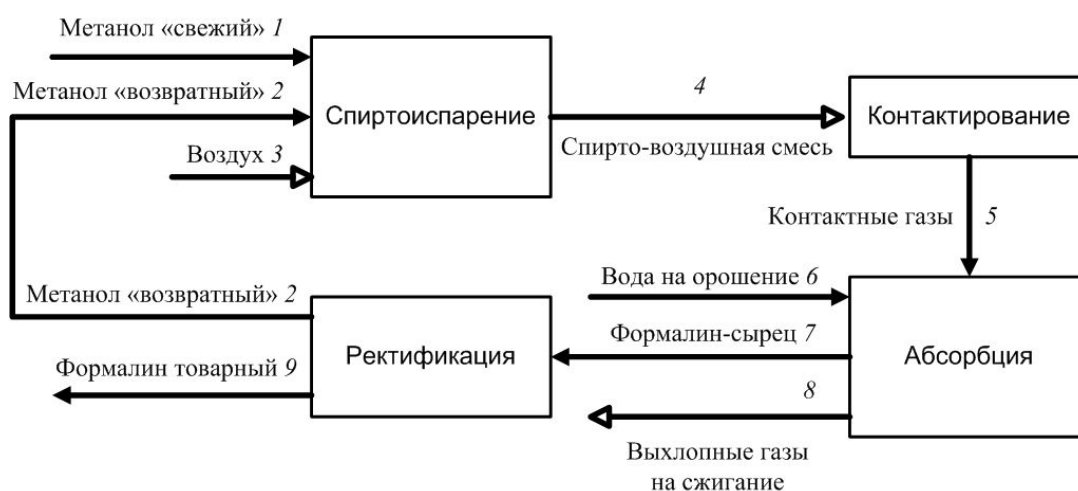 Метанол «свежий» 1
Метанол «возвратный» 2
Воздух 3
Спиртоиспарение
4
Спирто-воздушная смесь
Контактирование
Контактные газы 5
Вода на орошение 6
Формалин-сырец 7
8
Выхлопные газы
на сжигание
Абсорбция
Метанол «возвратный» 2
Формалин товарный 9
Ректификация